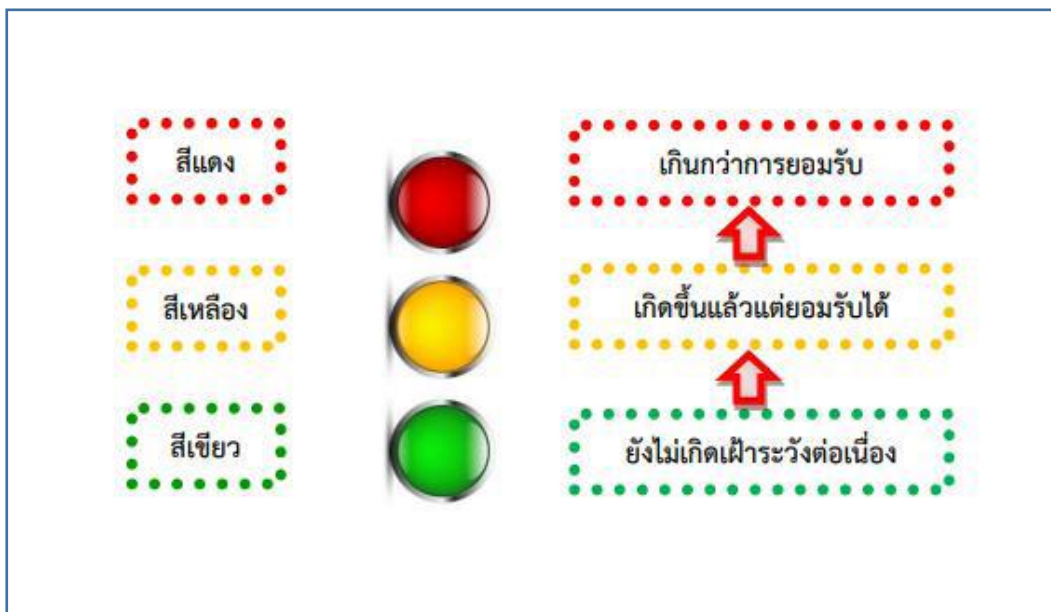 สีแดง
เกินกว่าการยอมรับ
สีเหลือง
เกิดขึ้นแล้วแต่ยอมรับได้
สีเขียว
ยังไม่เกิดเฝ้าระวังต่อเนื่อง